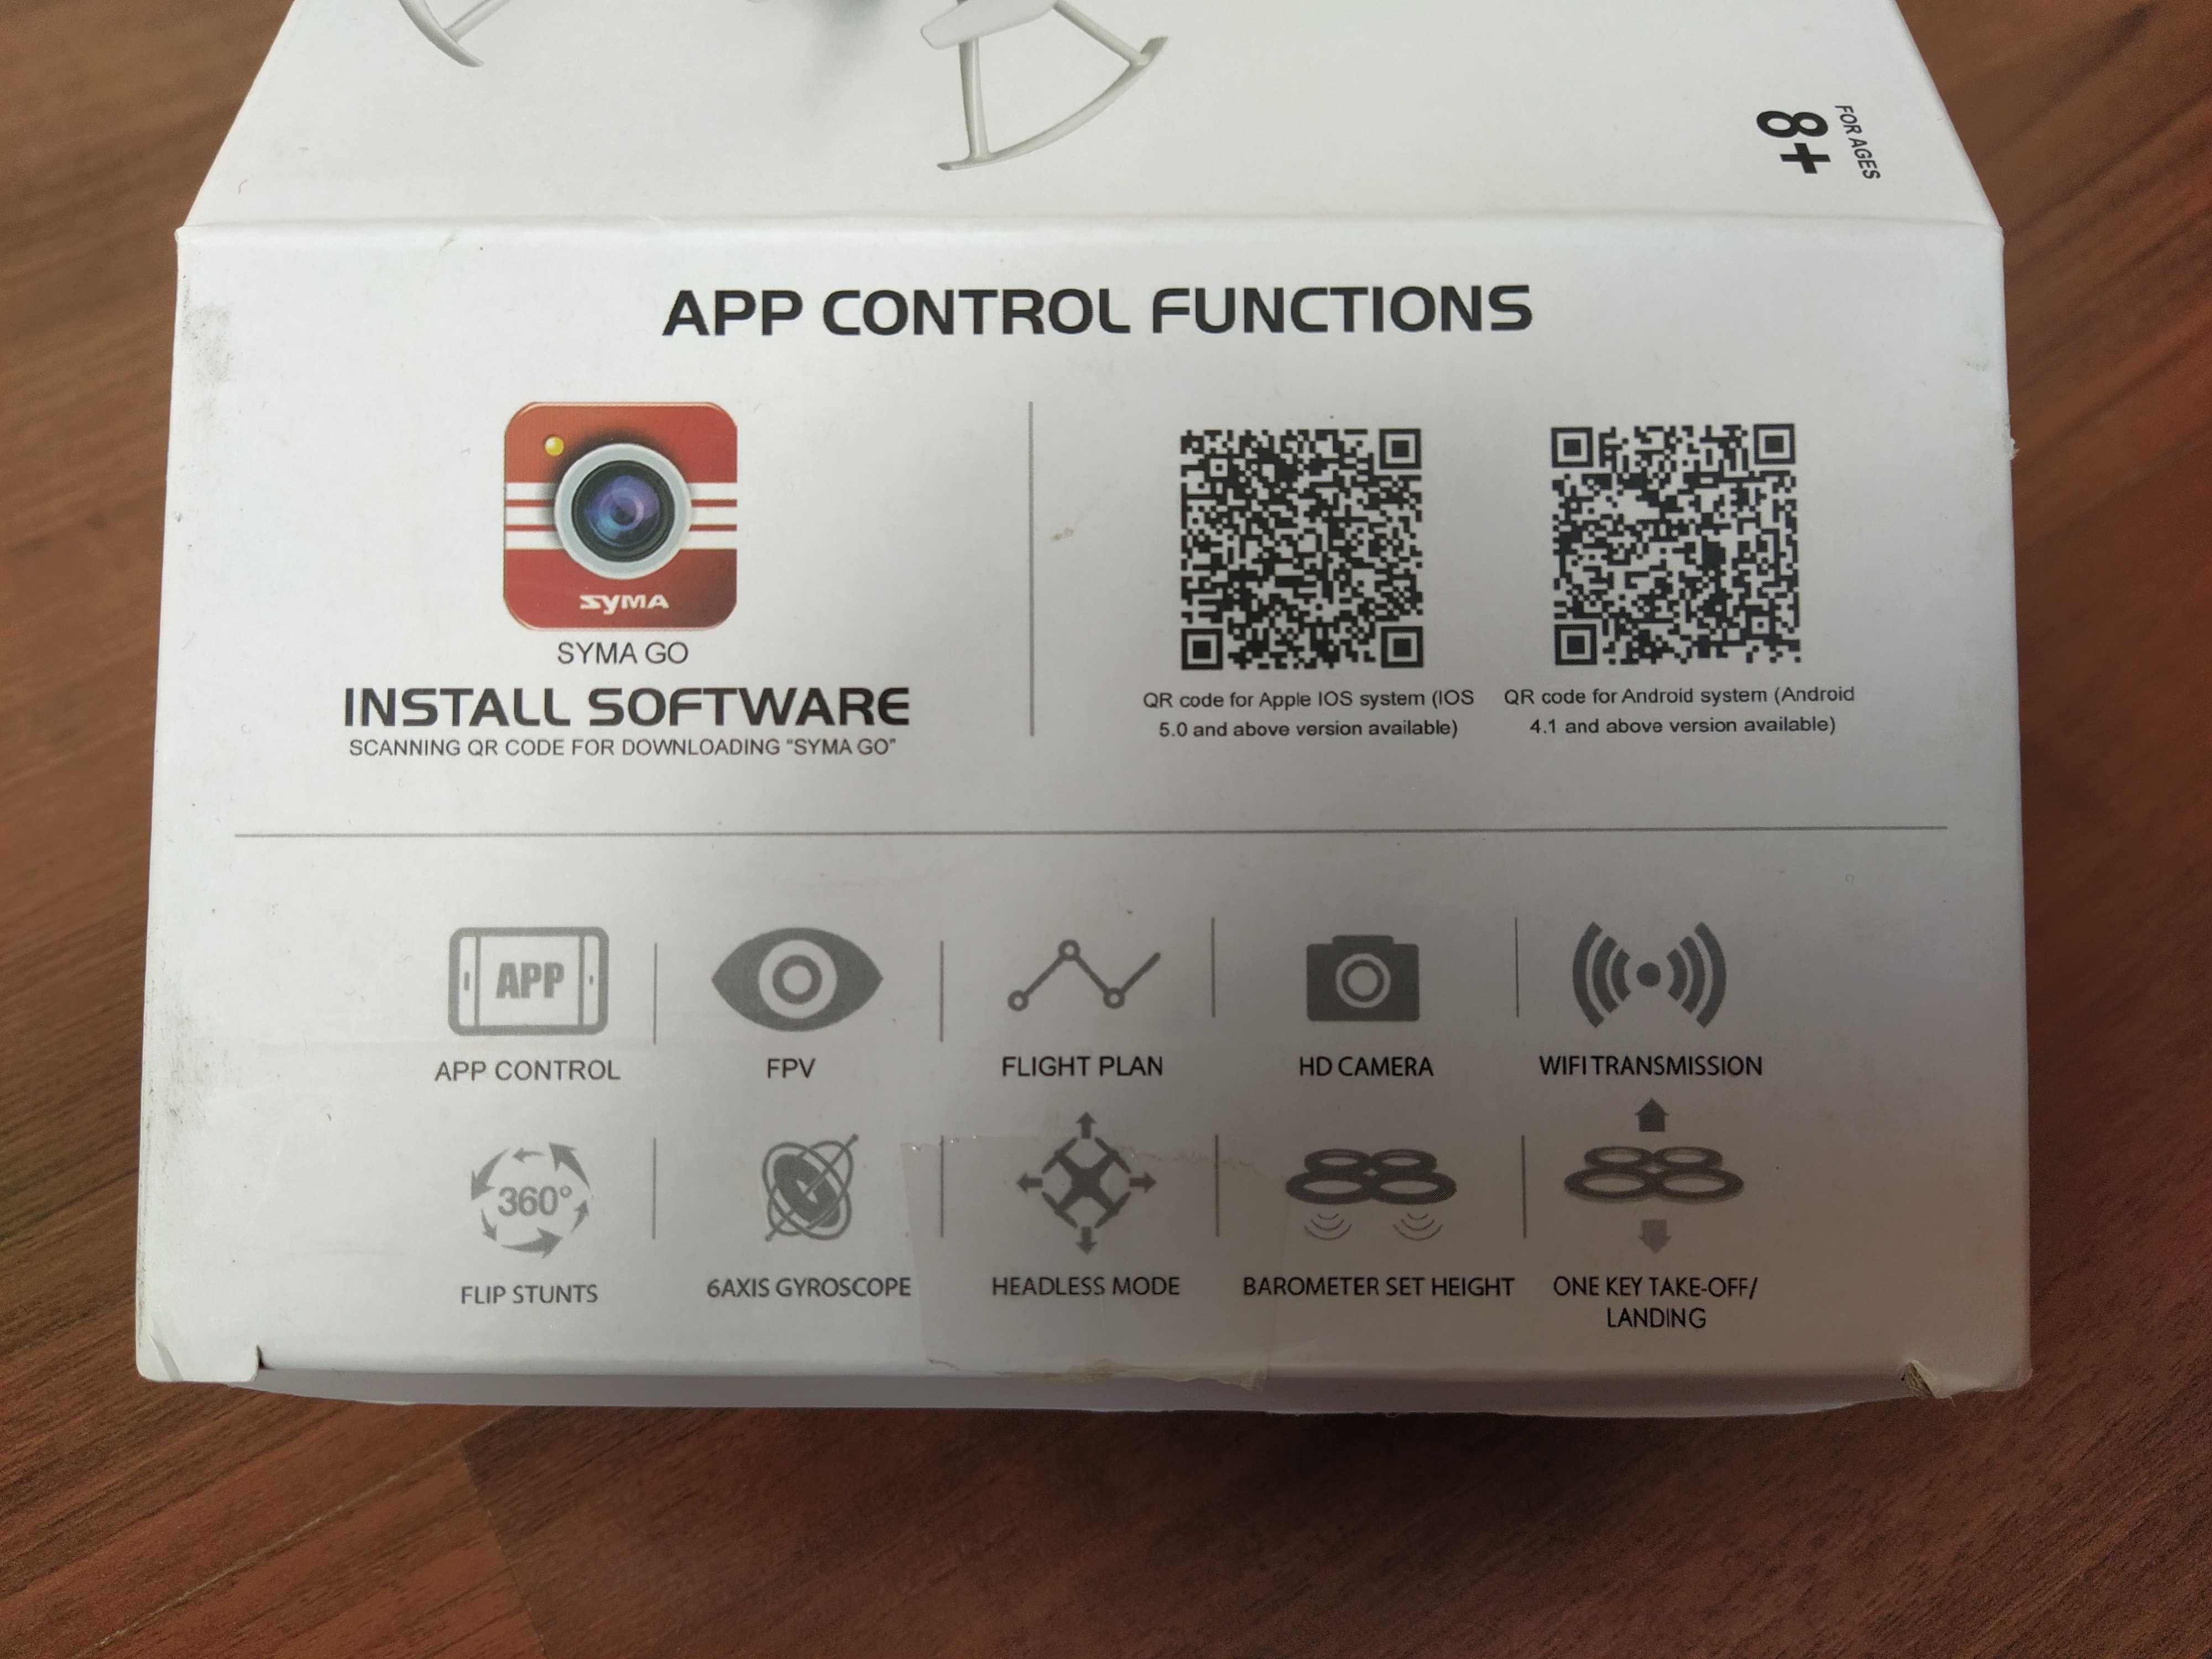 FOR AGES
8+
APP CONTROL FUNCTIONS
SYMA
SYMA GO
INSTALL SOFTWARE
SCANNING QR CODE FOR DOWNLOADING “SYMA GO”
QR code for Apple IOS system (IOS
5.0 and above version available)
QR code for Android system (Android
4.1 and above version available)
APP
APP CONTROL
FPV
FLIGHT PLAN
HD CAMERA
WIFI TRANSMISSION
360°
FLIP STUNTS
6AXIS GYROSCOPE
HEADLESS MODE
BAROMETER SET HEIGHT
ONE KEY TAKE-OFF/
LANDING